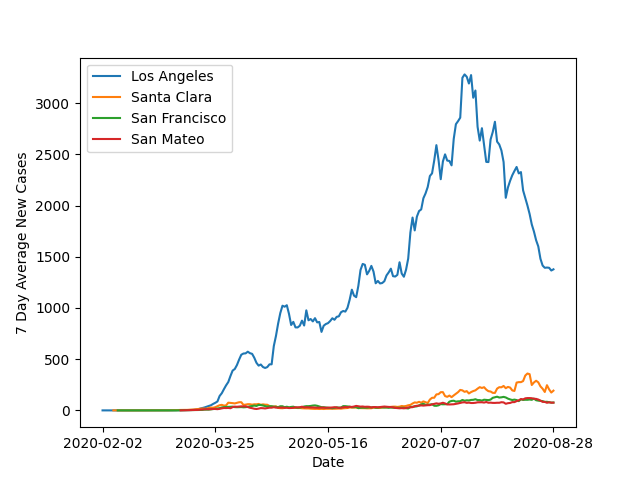 Los Angeles
Santa Clara
San Francisco
San Mateo
3000
2500
2000
1500
1000
500
0
7 Day Average New Cases
2020-02-02 2020-03-25 2020-05-16 2020-07-07 2020-08-28
Date